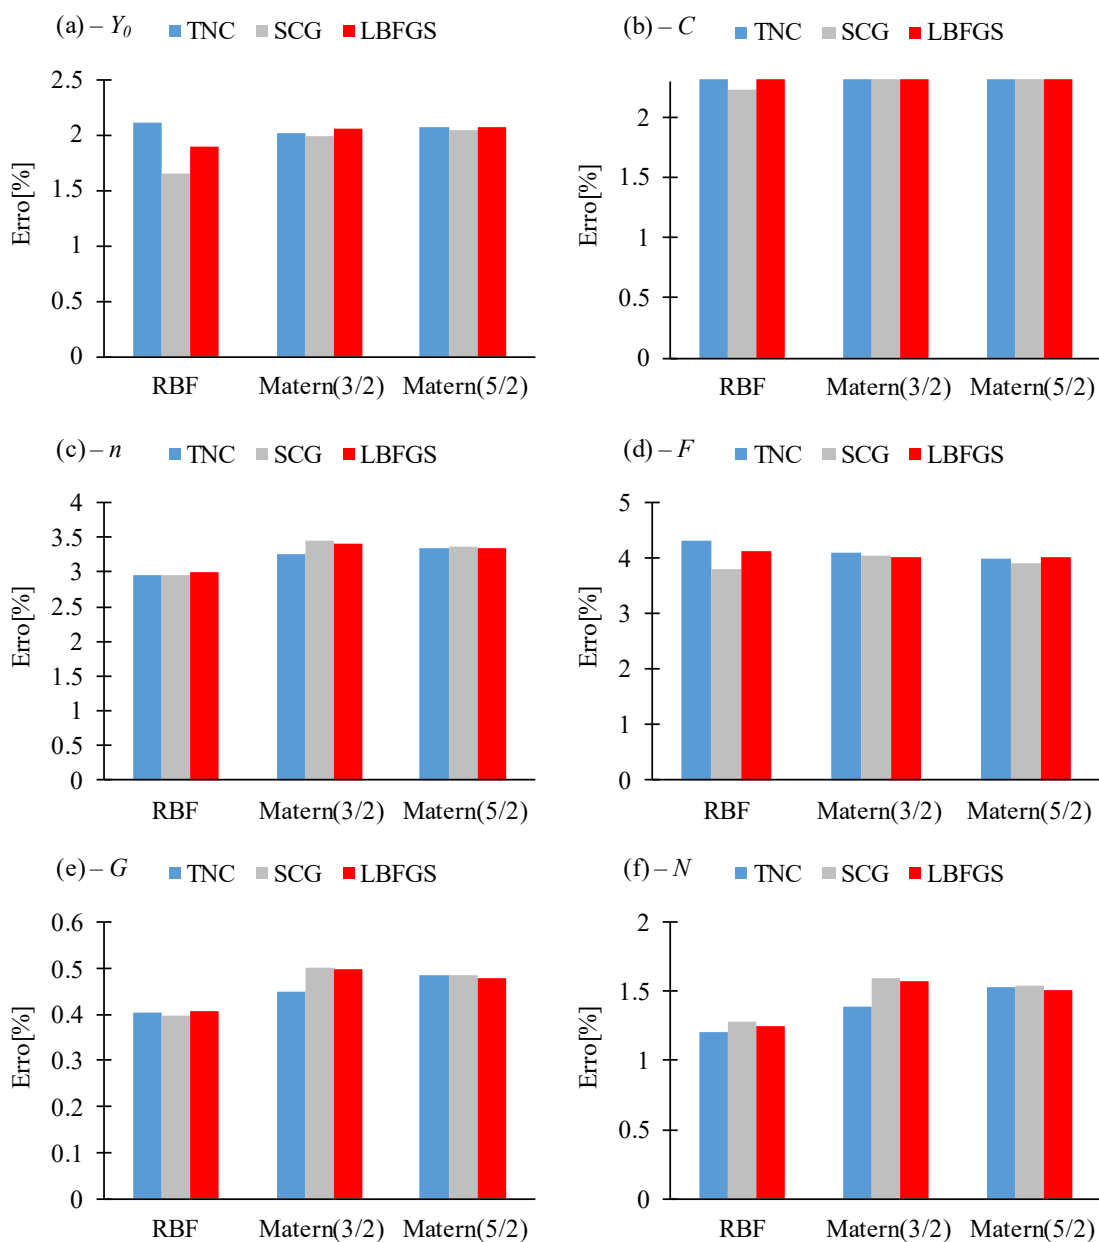 (a) – Y0 TNC SCG LBFGS
2.5
2
1.5
1
0.5
0
Erro[%]
RBF Matern(3/2) Matern(5/2)
(b) – C TNC SCG LBFGS
2
1.5
1
0.5
0
Erro[%]
RBF Matern(3/2) Matern(5/2)
(c) – n TNC SCG LBFGS
4
3.5
3
2.5
2
1.5
1
0.5
0
Erro[%]
RBF Matern(3/2) Matern(5/2)
(d) – F TNC SCG LBFGS
5
4
3
2
1
0
Erro[%]
RBF Matern(3/2) Matern(5/2)
(e) – G TNC SCG LBFGS
0.6
0.5
0.4
0.3
0.2
0.1
0
Erro[%]
RBF Matern(3/2) Matern(5/2)
(f) – N TNC SCG LBFGS
2
1.5
1
0.5
0
Erro[%]
RBF Matern(3/2) Matern(5/2)